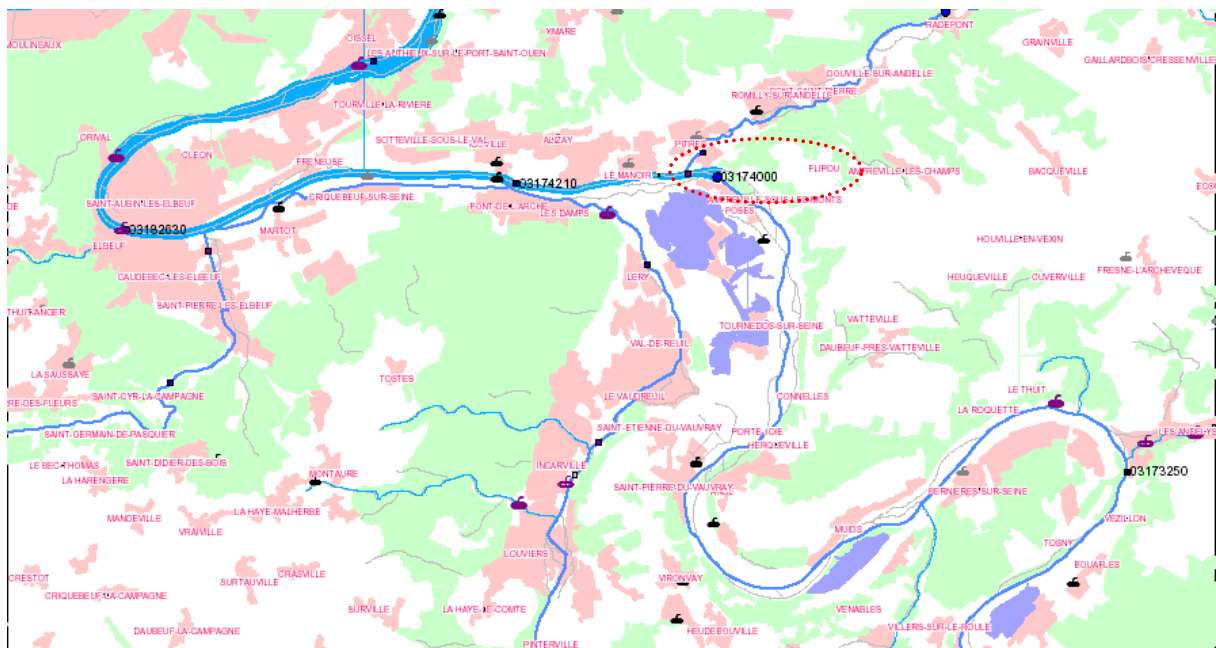 RADEPONT
MOULINEAUX
YMARE
OISSEL
GRAINVILLE
LES AUTHIEUX-SUR-LE-PORT-SAINT-OUEN
GAILLARDBOIS-CRESSENVILLE
DOUVILLE-SUR-ANDELLE
PONT-SAINT-PIERRE
ROMILLY-SUR-ANDELLE
TOURVILLE-LA-RIVIERE
ORIVAL
SOTTEVILLE-SOUS-LE-VAL
ALIZAY
PITRES
CLEON
FRENEUSE
LE MANOIR
FLIPOU
AMFREVILLE-LES-CHAMPS
BACQUEVILLE
03174210
03174000
CRIQUEBEUF-SUR-SEINE
SAINT-AUBIN-LES-ELBEUF
PONT-DE-L'ARCHE
AMFREVILLE-SOUS-LES-MONTS
LES DAMPS
POSES
03182630
MARTOT
ELBEUF
HOUVILLE-EN-VEXIN
CAUDEBEC-LES-ELBEUF
LERY
HEUQUEVILLE
CUVERVILLE
FRESNE-L'ARCHEVEQUE
SAINT-PIERRE-LES-ELBEUF
THUIT-ANGER
VATTEVILLE
TOURNEDOS-SUR-SEINE
VAL-DE-REUIL
DAUBEUF-PRES-VATTEVILLE
LA SAUSSAYE
TOSTES
LE THUIT
SAINT-CYR-LA-CAMPAGNE
LE VAUDREUIL
CONNELLES
RE-DES-FLEURS
LA ROQUETTE
SAINT-ETIENNE-DU-VAUVRAY
PORTE-JOIE
LES ANDELYS
SAINT-GERMAIN-DE-PASQUIER
HERQUEVILLE
LE BEC-THOMAS
SAINT-DIDIER-DES-BOIS
INCARVILLE
03173250
MONTAURE
LA HARENGERE
SAINT-PIERRE-DU-VAUVRAY
ANDE
BERNIERES-SUR-SEINE
LA HAYE-MALHERBE
MANDEVILLE
VEZILLON
VRAIVILLE
MUIDS
TOSNY
LOUVIERS
BOUAFLES
CRESTOT
CRASVILLE
VIRONVAY
SURTAUVILLE
CRIQUEBEUF-LA-CAMPAGNE
SURVILLE
LA HAYE-LE-COMTE
VENABLES
DAUBEUF-LA-CAMPAGNE
HEUDEBOUVILLE
VILLERS-SUR-LE-ROULE
PINTERVILLE